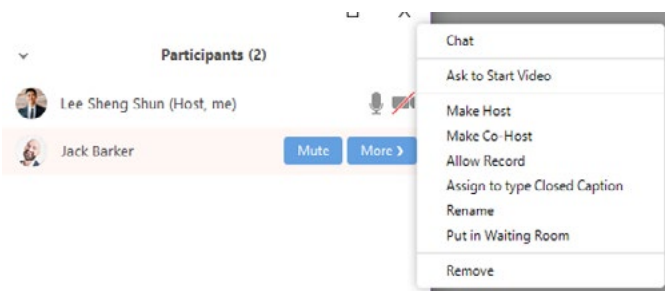 Participants (2)
Lee Sheng Shun (Host, me)
Jack Barker
Mute
More ❯
Chat
Ask to Start Video
Make Host
Make Co-Host
Allow Record
Assign to type Closed Caption
Rename
Put in Waiting Room
Remove